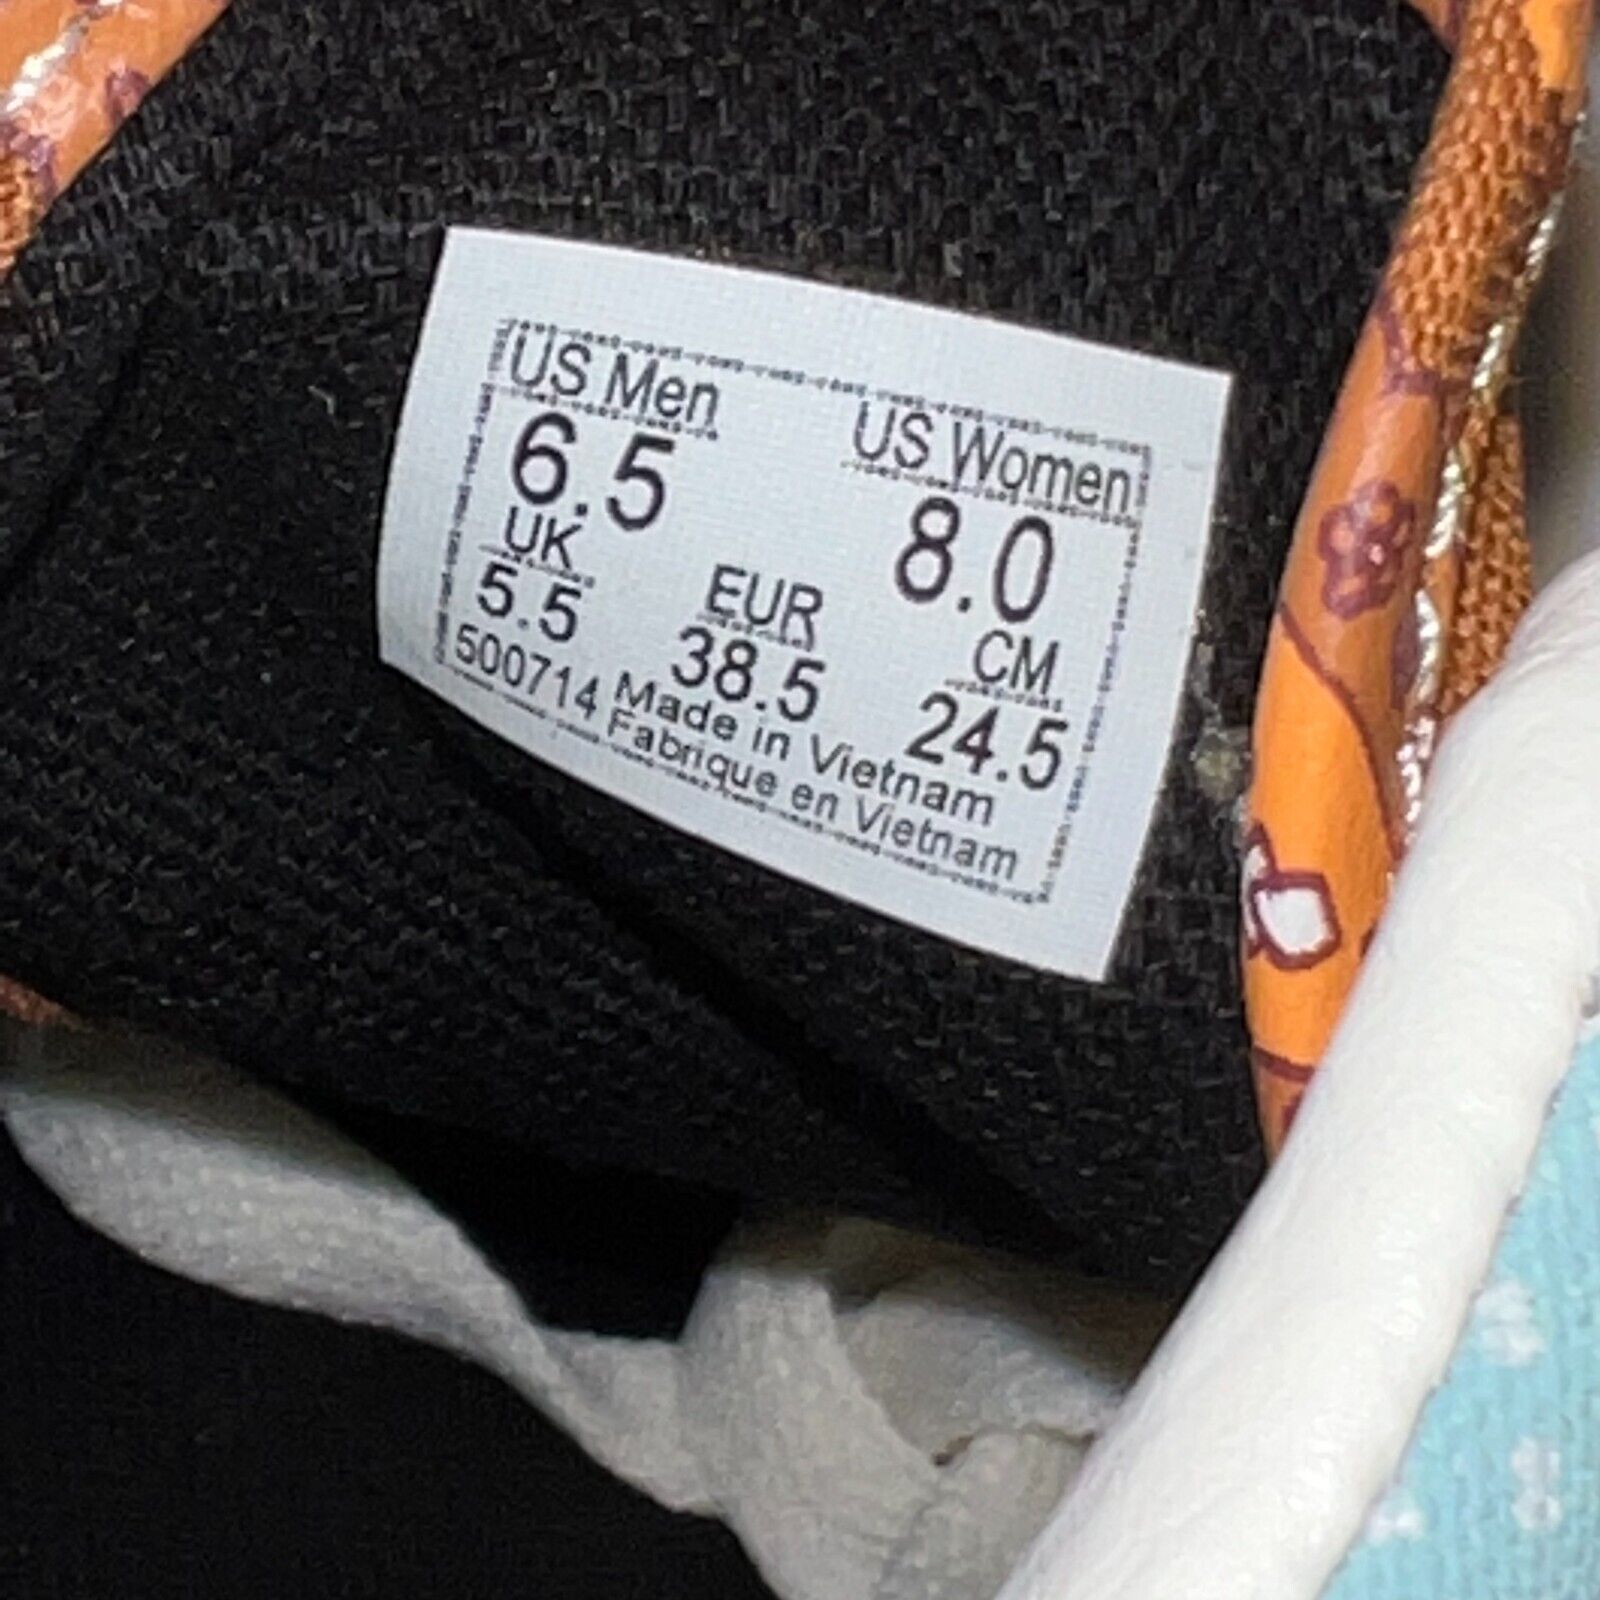 US Men US Women
6.5 8.0
UK EUR CM
5.5 38.5 24.5
500714 Made in Vietnam
Fabrique en Vietnam